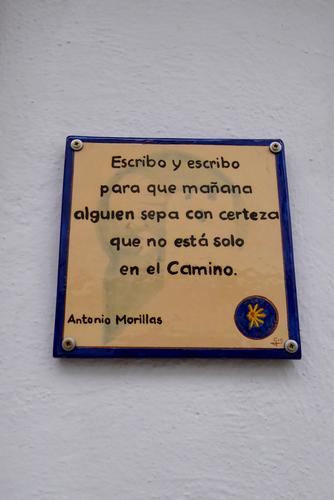 Escribo y escribo
para que mañana
alguien sepa con certeza
que no está solo
en el Camino.
Antonio Morillas